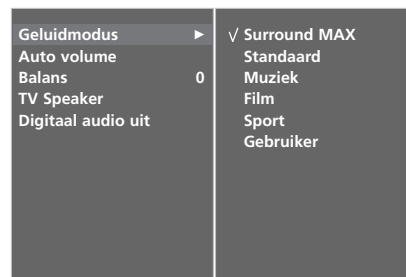 Geluidmodus ►
Auto volume
Balans 0
TV Speaker
Digitaal audio uit
√ Surround MAX
Standaard
Muziek
Film
Sport
Gebruiker